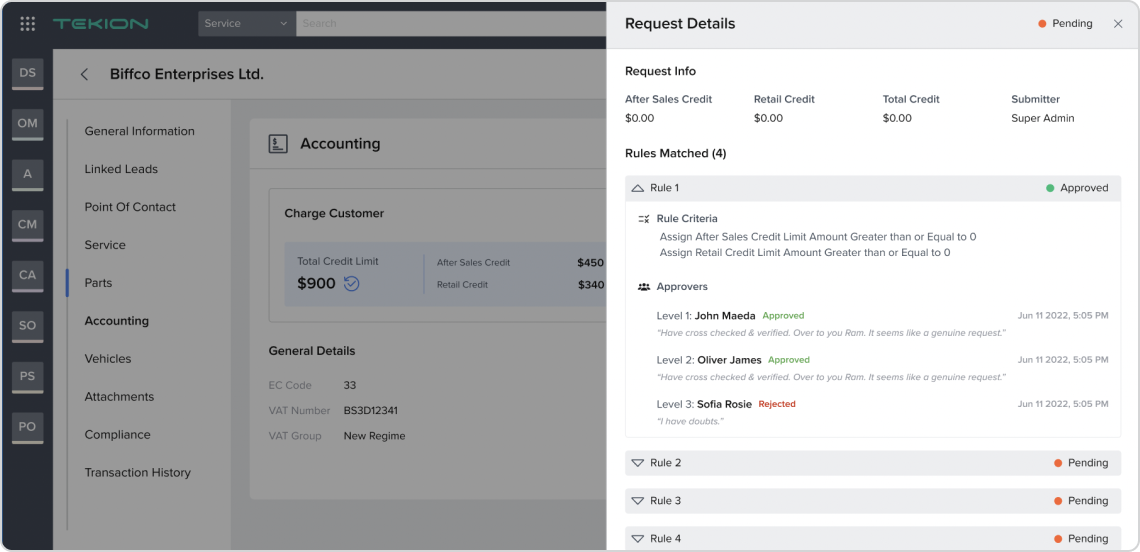 TEKION
Service
Search
DS
OM
A
CM
CA
SO
PS
PO
Biffco Enterprises Ltd.
General Information
Linked Leads
Point Of Contact
Service
Parts
Accounting
Vehicles
Attachments
Compliance
Transaction History
Accounting
Charge Customer
Total Credit Limit
$900
After Sales Credit $450
Retail Credit $340
General Details
EC Code 33
VAT Number BS3D12341
VAT Group New Regime
Request Details
Pending
Request Info
After Sales Credit Retail Credit Total Credit Submitter
$0.00 $0.00 $0.00 Super Admin
Rules Matched (4)
Rule 1 Approved
Rule Criteria
Assign After Sales Credit Limit Amount Greater than or Equal to 0
Assign Retail Credit Limit Amount Greater than or Equal to 0
Approvers
Level 1: John Maeda Approved Jun 11 2022, 5:05 PM
“Have cross checked & verified. Over to you Ram. It seems like a genuine request.”
Level 2: Oliver James Approved Jun 11 2022, 5:05 PM
“Have cross checked & verified. Over to you Ram. It seems like a genuine request.”
Level 3: Sofia Rosie Rejected Jun 11 2022, 5:05 PM
“I have doubts.”
Rule 2 Pending
Rule 3 Pending
Rule 4 Pending